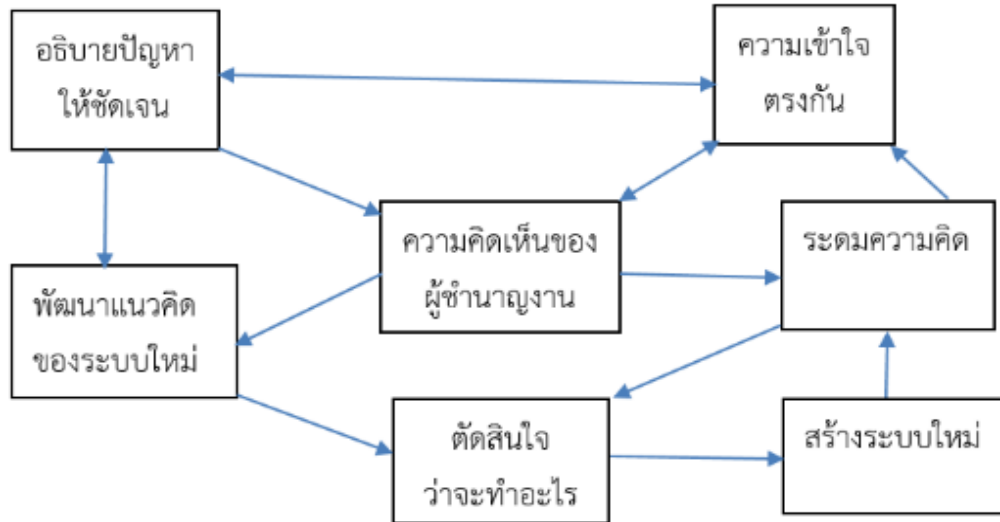 อธิบายปัญหา
ให้ชัดเจน
ความเข้าใจ
ตรงกัน
ความคิดเห็นของ
ผู้ชำนาญงาน
ระดมความคิด
พัฒนาแนวคิด
ของระบบใหม่
ตัดสินใจ
ว่าจะทำอะไร
สร้างระบบใหม่